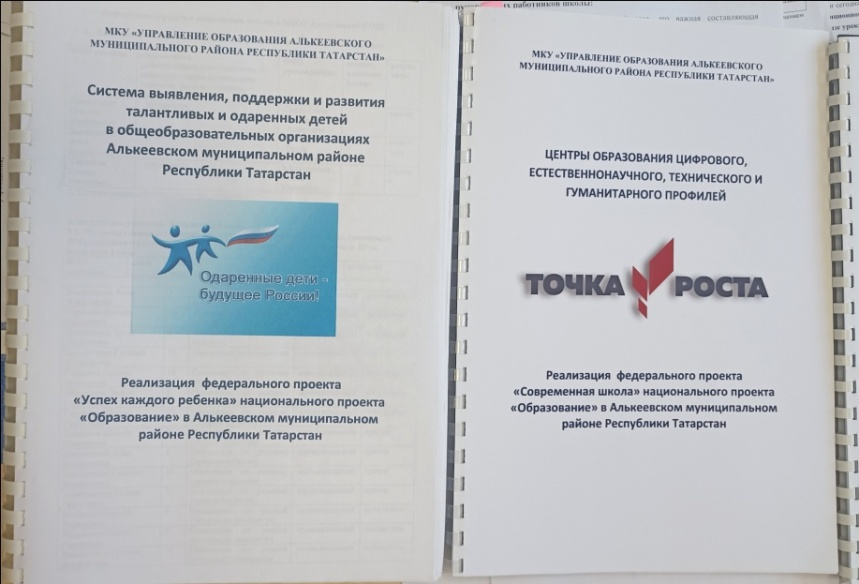 МКУ «УПРАВЛЕНИЕ ОБРАЗОВАНИЯ АЛЬКЕЕВСКОГО
МУНИЦИПАЛЬНОГО РАЙОНА РЕСПУБЛИКИ ТАТАРСТАН»
Система выявления, поддержки и развития
талантливых и одаренных детей
в общеобразовательных организациях
Алькеевском муниципальном районе
Республики Татарстан
Одаренные дети -
будущее России!
Реализация федерального проекта
«Успех каждого ребенка» национального проекта
«Образование» в Алькеевском муниципальном
районе Республики Татарстан
работников школы:
важная составляющая
МКУ «УПРАВЛЕНИЕ ОБРАЗОВАНИЯ АЛЬКЕЕВСКОГО
МУНИЦИПАЛЬНОГО РАЙОНА РЕСПУБЛИКИ ТАТАРСТАН»
ЦЕНТРЫ ОБРАЗОВАНИЯ ЦИФРОВОГО,
ЕСТЕСТВЕННОНАУЧНОГО, ТЕХНИЧЕСКОГО И
ГУМАНИТАРНОГО ПРОФИЛЕЙ
ТОЧКА РОСТА
Реализация федерального проекта
«Современная школа» национального проекта
«Образование» в Алькеевском муниципальном
районе Республики Татарстан